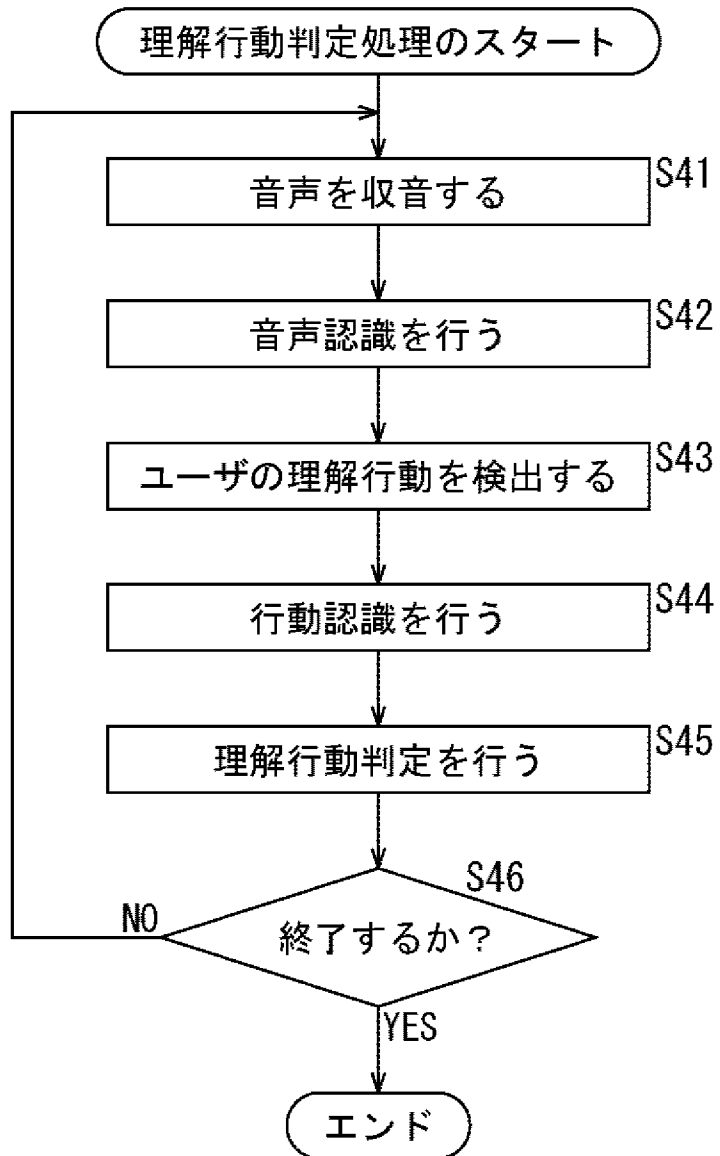 理解行動判定処理のスタート
音声を収音する
S41
音声認識を行う
S42
ユーザの理解行動を検出する
S43
行動認識を行う
S44
理解行動判定を行う
S45
S46
終了するか？
NO
YES
エンド